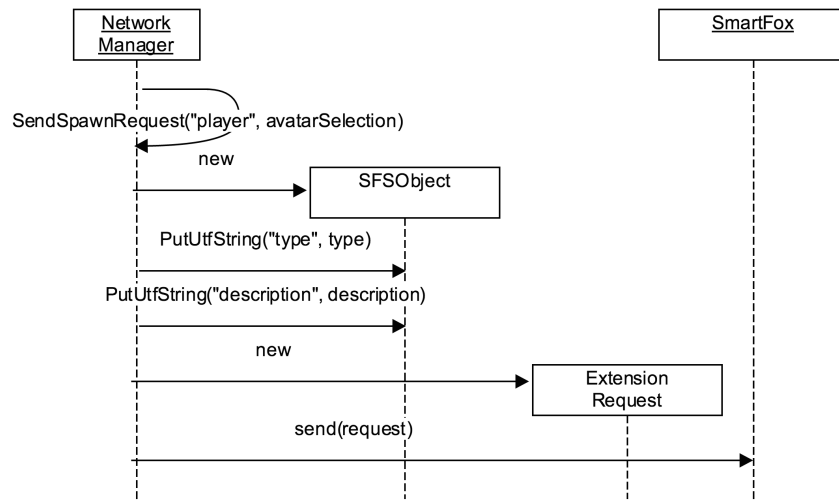 Network
Manager
SmartFox
SendSpawnRequest("player", avatarSelection)
new
SFSObject
PutUtfString("type", type)
PutUtfString("description", description)
new
Extension
Request
send(request)